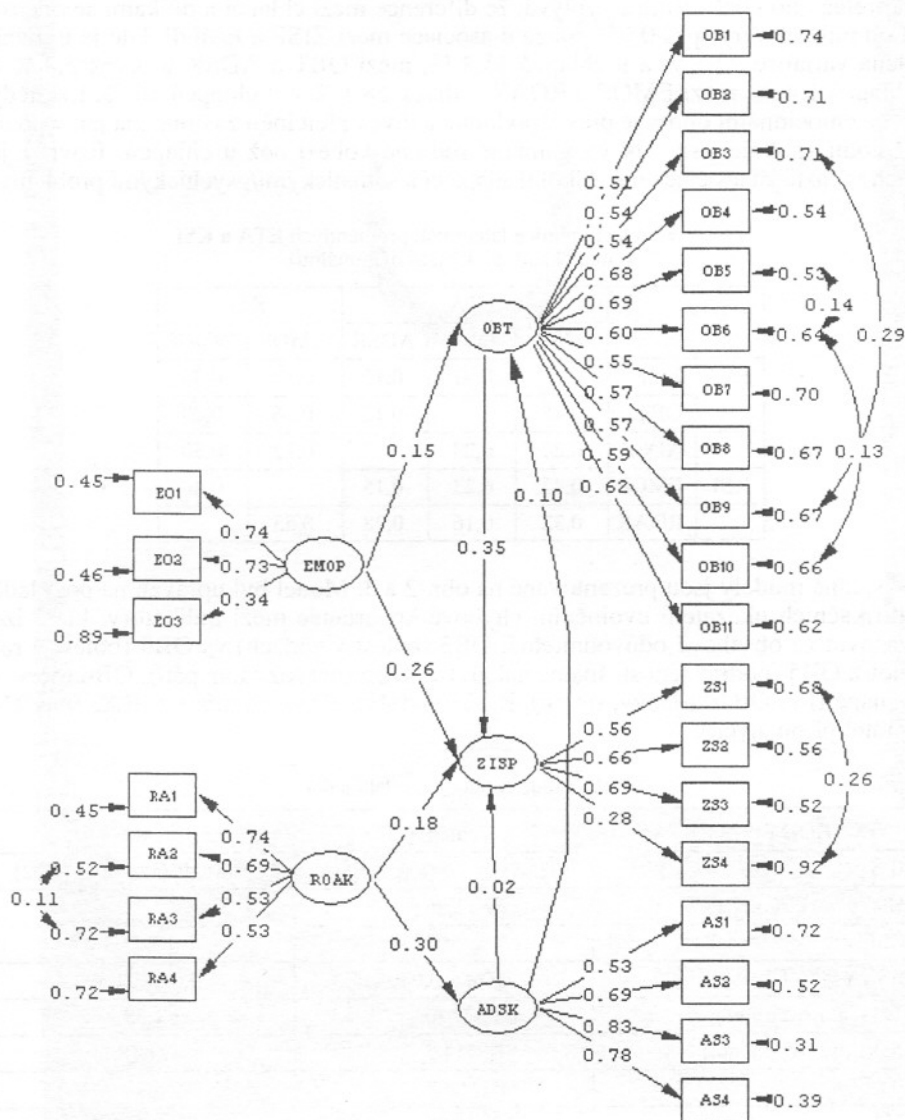 OB1 0.74
OB2 0.71
OB3 0.71
0.51
0.54
0.54
OB4 0.54
0.68
OB5 0.53
0.69
0.14
OBT
0.60
OB6 0.64
0.29
0.55
OB7 0.70
0.57
0.57
OB8 0.67
0.15
0.59
0.13
0.62
OB9 0.67
0.45 EO1
0.10
0.74
0.35
OB10 0.66
0.46 EO2
0.73
EMOP
0.34
0.89 EO3
0.62
0.26
ZS1 0.68
0.56
ZISP
0.66
ZS2 0.56
0.26
0.69
0.45 RA1
0.18
ZS3 0.52
0.28
0.74
0.52 RA2
0.69
ZS4 0.92
ROAK
0.11
0.53
0.02
0.72 RA3
0.53
AS1 0.72
0.30
0.53
0.72 RA4
0.69
AS2 0.52
ADSK
0.83
AS3 0.31
0.78
AS4 0.39